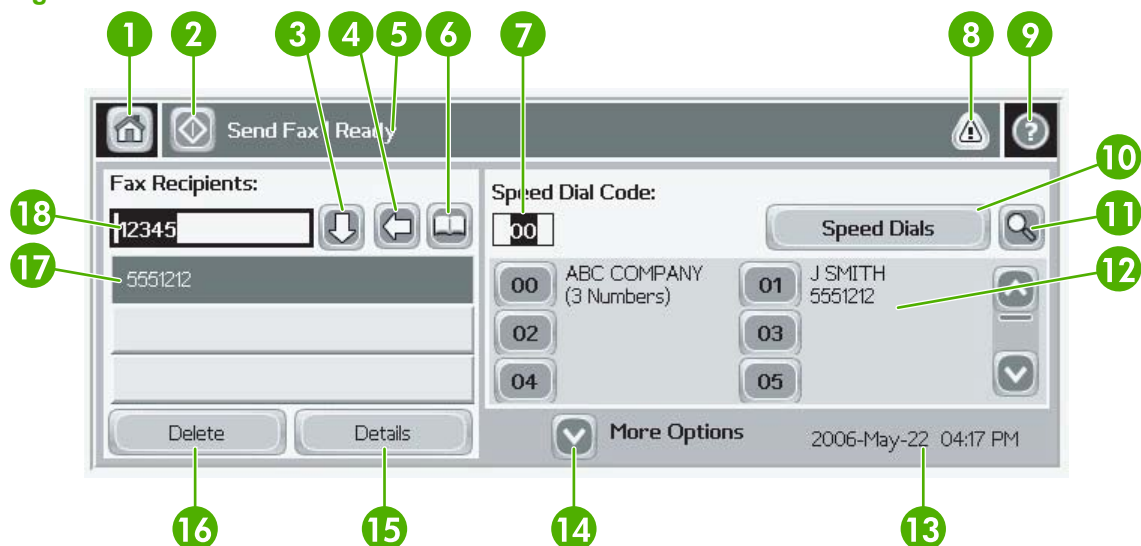 1 2 3 4 5 6 7 8 9
Send Fax | Ready
10
Fax Recipients:
Speed Dial Code:
18 12345 00 Speed Dials 11
17 5551212
00 ABC COMPANY
(3 Numbers)
01 J SMITH
5551212
12
02 03
04 05
Delete Details More Options 2006-May-22 04:17 PM
16 15 14 13